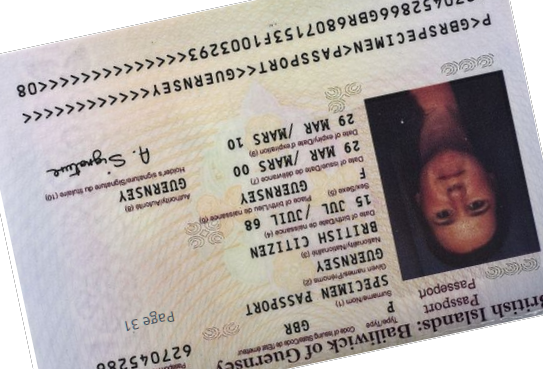 British Islands: Bailiwick of Guernsey
Passport
Passeport
Type/Type
Code of Issuing State/Code de l'État émetteur
P
GBR
62704528
Surname/Nom (1)
SPECIMEN PASSPORT
Given names/Prénoms (2)
GUERNSEY
Nationality/Nationalité (3)
BRITISH CITIZEN
Date of birth/Date de naissance (4)
15 JUL /JUIL 68
Sex/Sexe (5)
Place of birth/Lieu de naissance (6)
F
GUERNSEY
Date of issue/Date de délivrance (7)
Authority/Autorité (8)
29 MAR /MARS 00
GUERNSEY
Date of expiry/Date d'expiration (9)
Holder's signature/Signature du titulaire (10)
29 MAR /MARS 10
A. Signature
Page 31
P<GBRSPECIMEN<PASSPORT<<GUERNSEY<<<<<<<<<<<<
70452866GBR6807153F1003293<<<<<<<<<<<<<<08